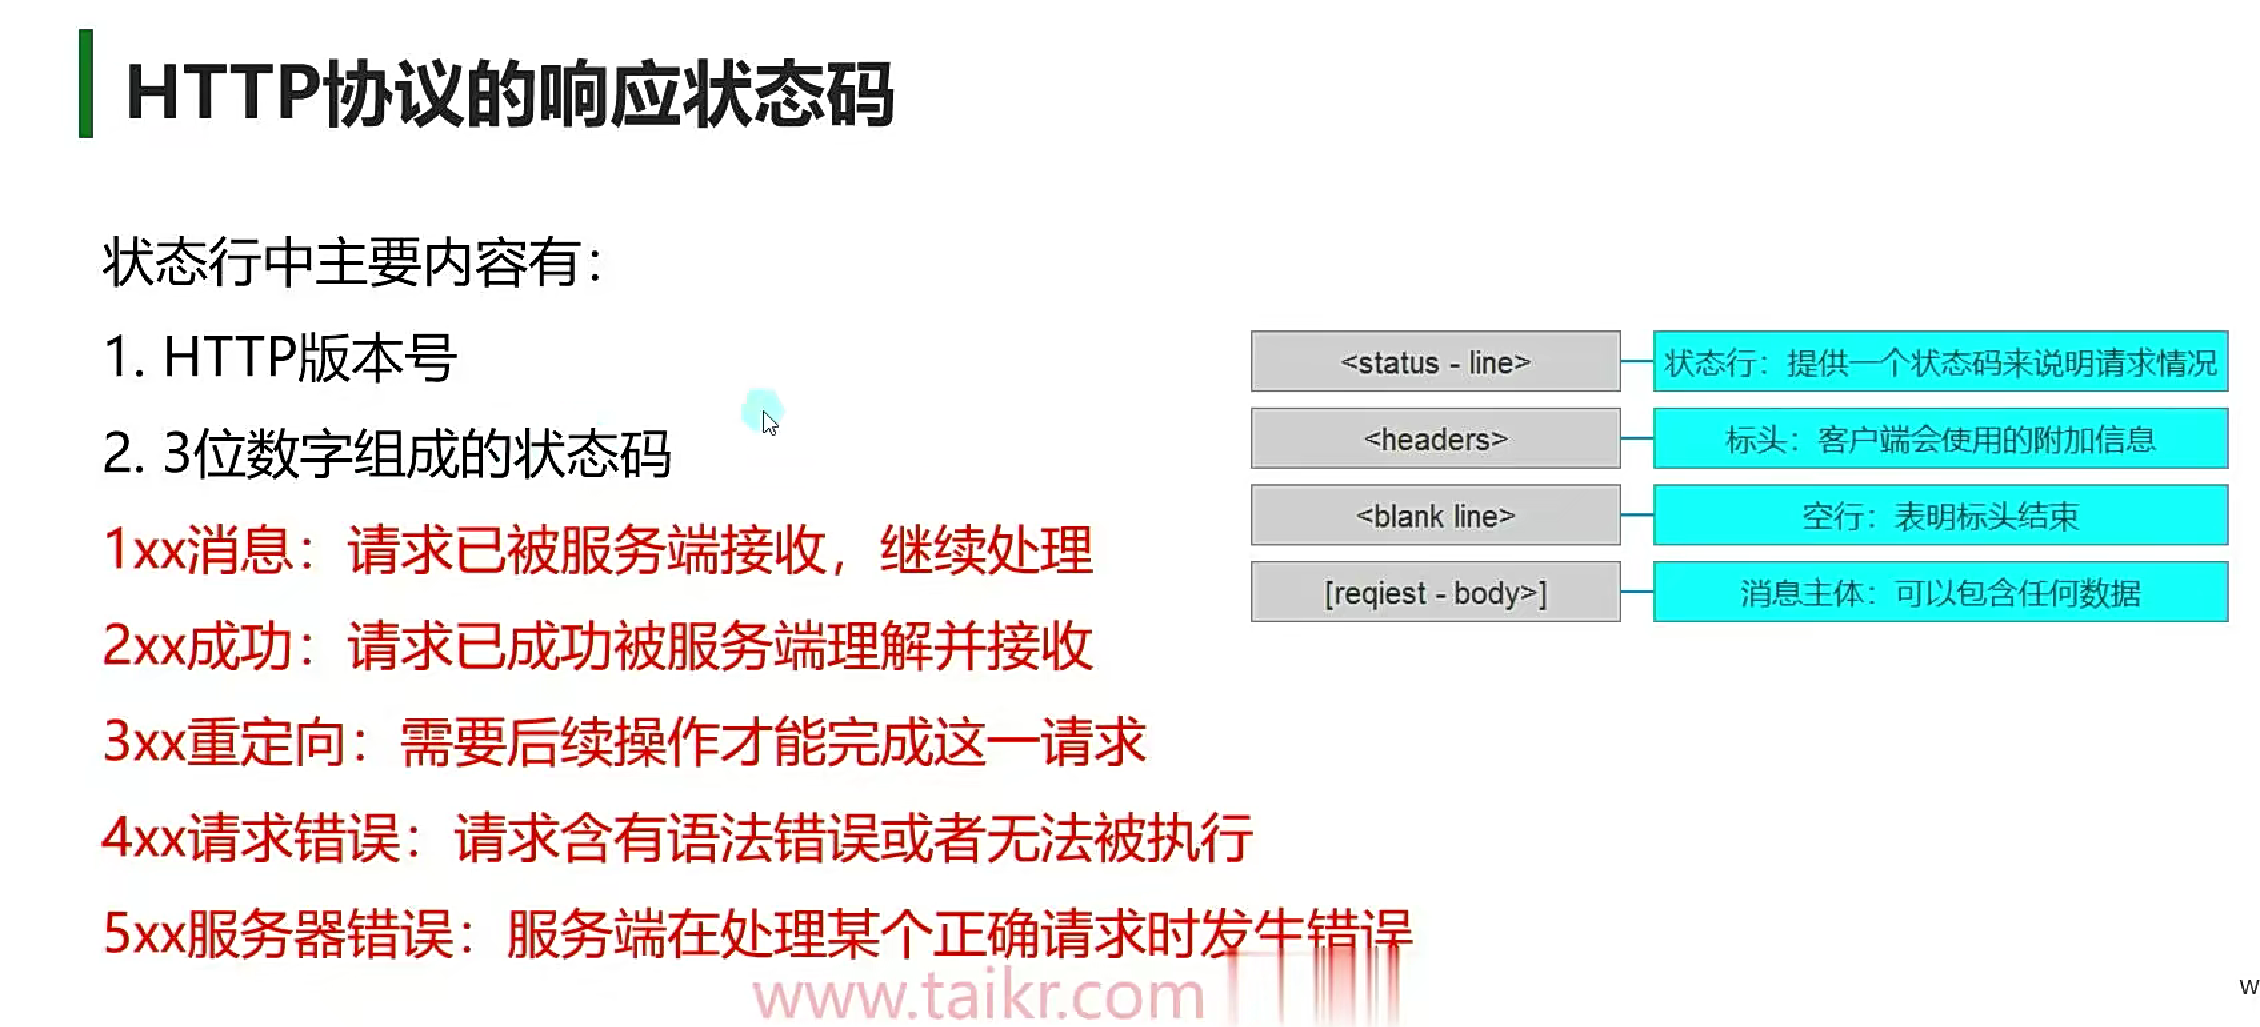 HTTP协议的响应状态码
状态行中主要内容有：
1. HTTP版本号
2. 3位数字组成的状态码
1xx消息：请求已被服务端接收，继续处理
2xx成功：请求已成功被服务端理解并接收
3xx重定向：需要后续操作才能完成这一请求
4xx请求错误：请求含有语法错误或者无法被执行
5xx服务器错误：服务端在处理某个正确请求时发生错误
<status - line>
状态行：提供一个状态码来说明请求情况
<headers>
标头：客户端会使用的附加信息
<blank line>
空行：表明标头结束
[reqiest - body>]
消息主体：可以包含任何数据
www.taikr.com
w